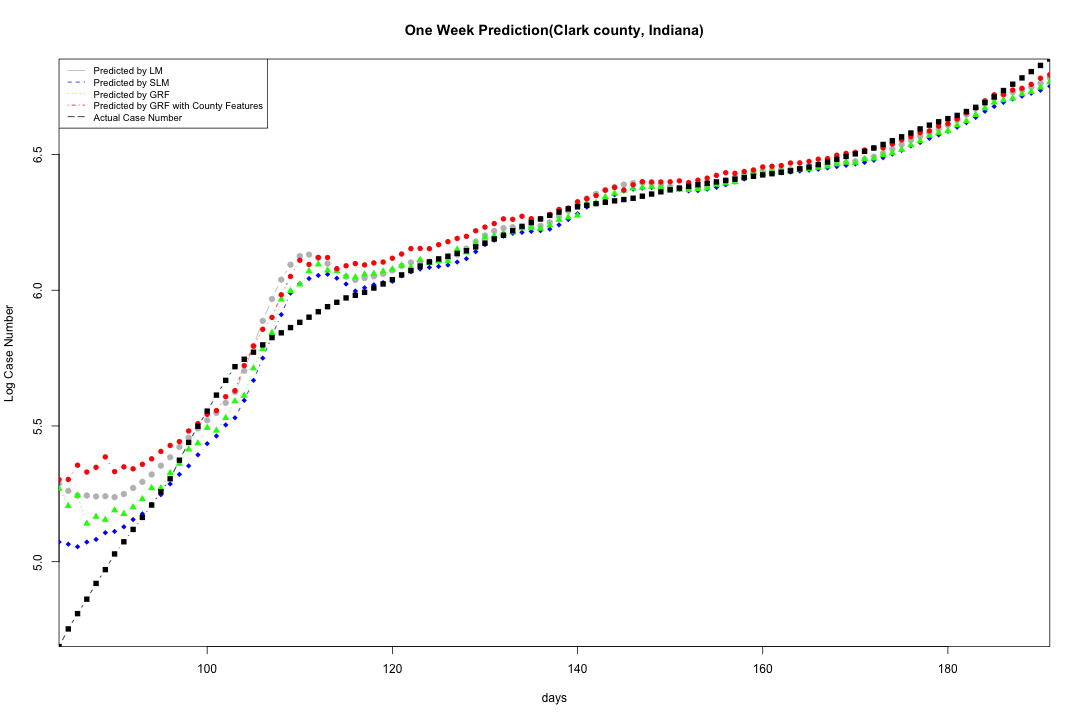 One Week Prediction(Clark county, Indiana)
Predicted by LM
Predicted by SLM
Predicted by GRF
Predicted by GRF with County Features
Actual Case Number
Log Case Number
6.5
6.0
5.5
5.0
100 120 140 160 180
days